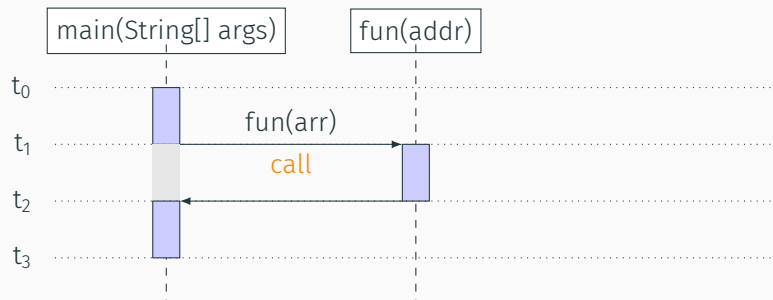 main(String[] args) fun(addr)
t₀
fun(arr)
t₁
call
t₂
t₃